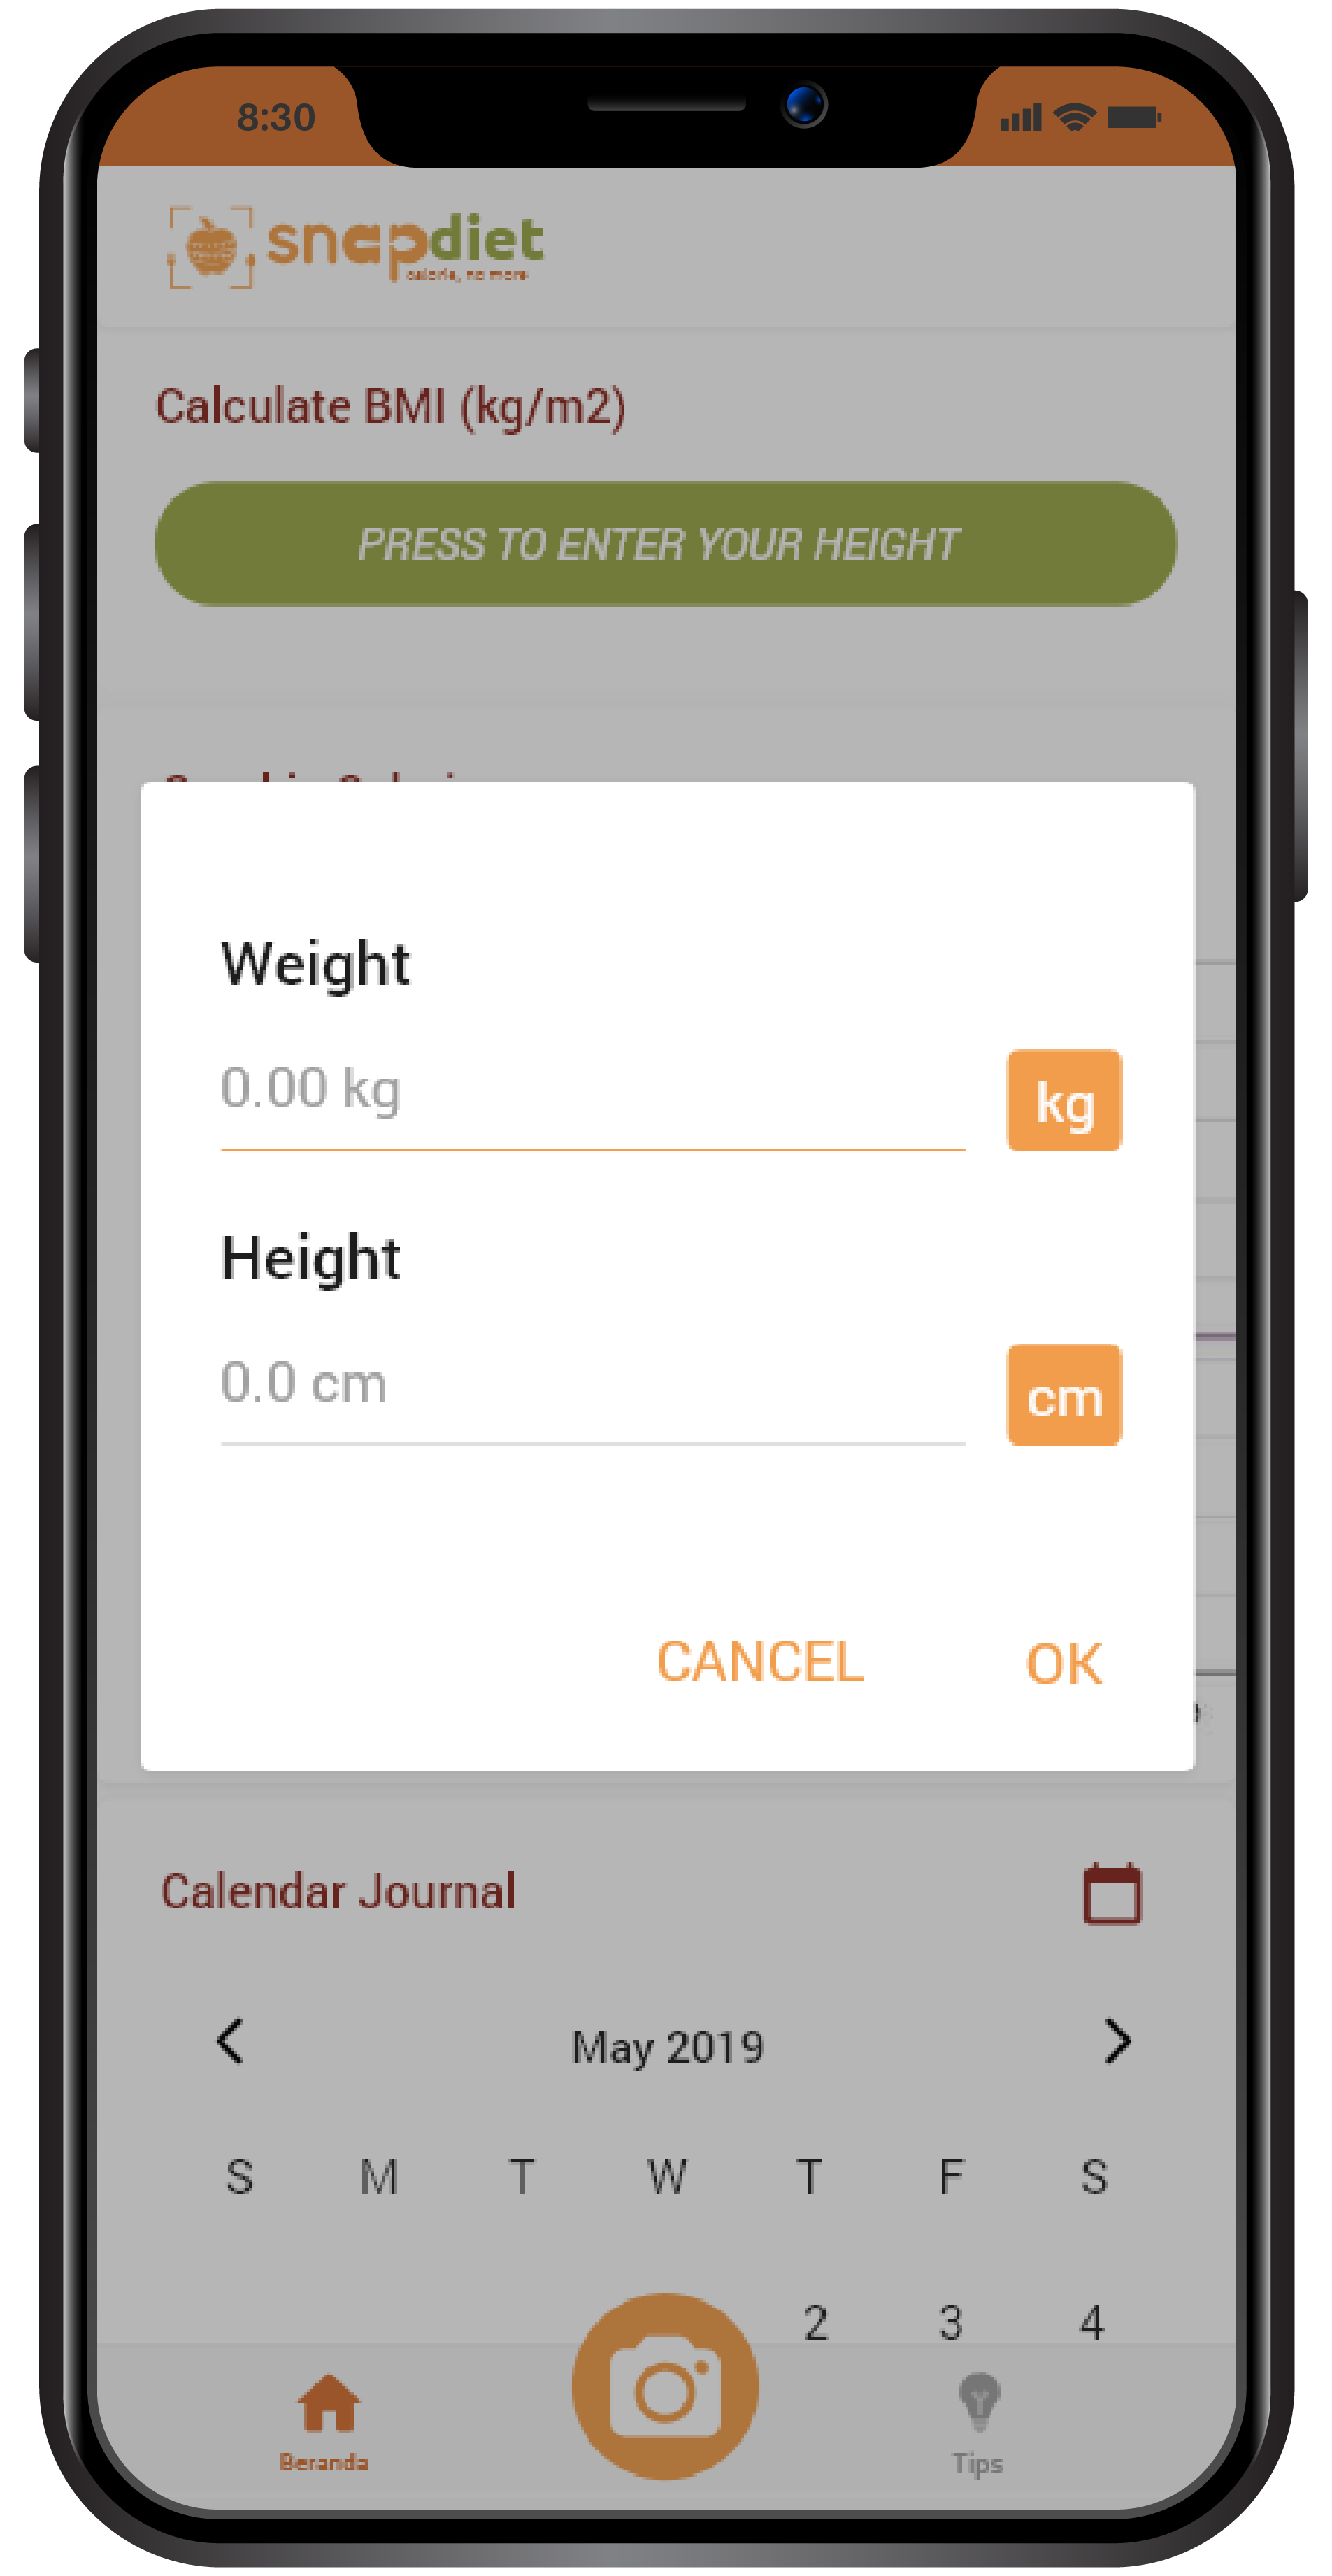 8:30
snapdiet
calorie, no more
Calculate BMI (kg/m2)
PRESS TO ENTER YOUR HEIGHT
Weight
0.00 kg
kg
Height
0.0 cm
cm
CANCEL
OK
Calendar Journal
May 2019
S M T W T F S
2 3 4
Beranda
Tips